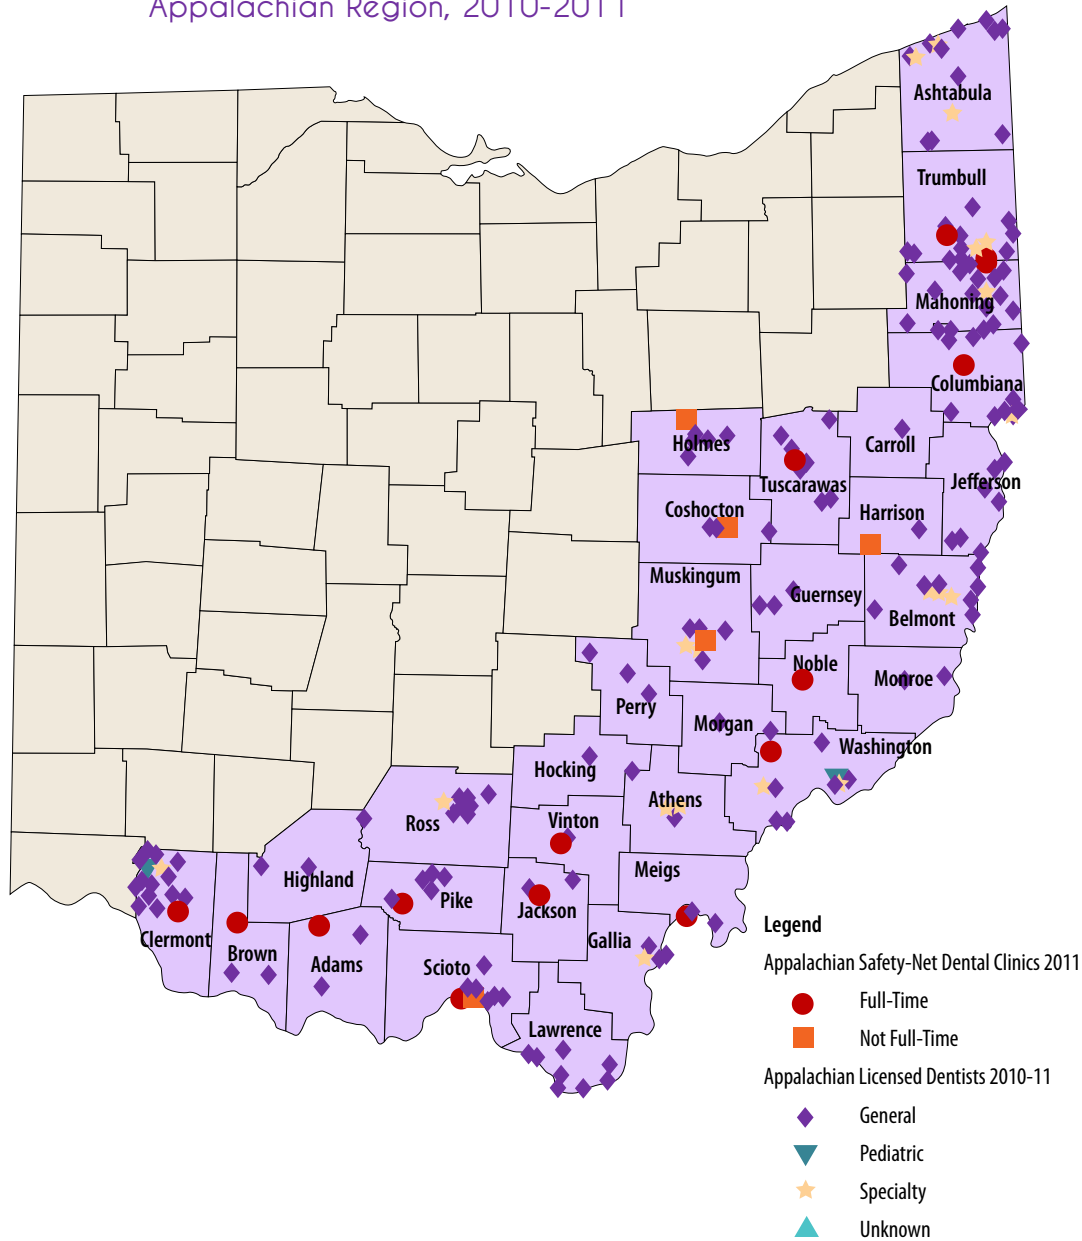 Appalachian Region, 2010-2011
Ashtabula
Trumbull
Mahoning
Columbiana
Holmes
Carroll
Tuscarawas
Jefferson
Coshocton
Harrison
Muskingum
Guernsey
Belmont
Noble
Monroe
Perry
Morgan
Washington
Hocking
Athens
Ross
Vinton
Meigs
Highland
Pike
Jackson
Clermont
Gallia
Brown
Adams
Scioto
Lawrence
Legend
Appalachian Safety-Net Dental Clinics 2011
Full-Time
Not Full-Time
Appalachian Licensed Dentists 2010-11
General
Pediatric
Specialty
Unknown